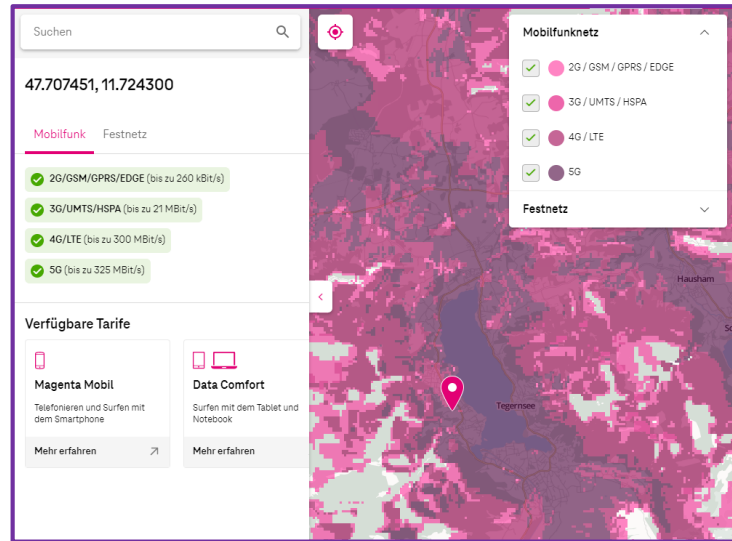 Suchen
47.707451, 11.724300
Mobilfunk Festnetz
2G/GSM/GPRS/EDGE (bis zu 260 kBit/s)
3G/UMTS/HSPA (bis zu 21 MBit/s)
4G/LTE (bis zu 300 MBit/s)
5G (bis zu 325 MBit/s)
Verfügbare Tarife
Magenta Mobil
Telefonieren und Surfen mit
dem Smartphone
Mehr erfahren
Data Comfort
Surfen mit dem Tablet und
Notebook
Mehr erfahren
Mobilfunknetz
2G / GSM / GPRS / EDGE
3G / UMTS / HSPA
4G / LTE
5G
Festnetz
Hausham
Tegernsee